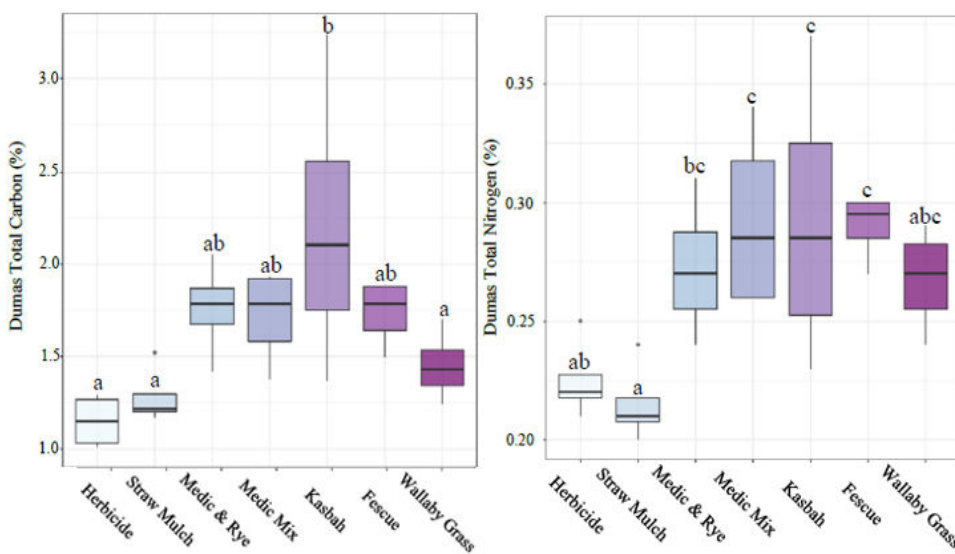 Dumas Total Carbon (%)
3.0
2.5
2.0
1.5
1.0
a
a
ab
ab
b
ab
a
Herbicide
Straw Mulch
Medic & Rye
Medic Mix
Kasbah
Fescue
Wallaby Grass
Dumas Total Nitrogen (%)
0.35
0.30
0.25
0.20
ab
a
bc
c
c
c
abc
Herbicide
Straw Mulch
Medic & Rye
Medic Mix
Kasbah
Fescue
Wallaby Grass